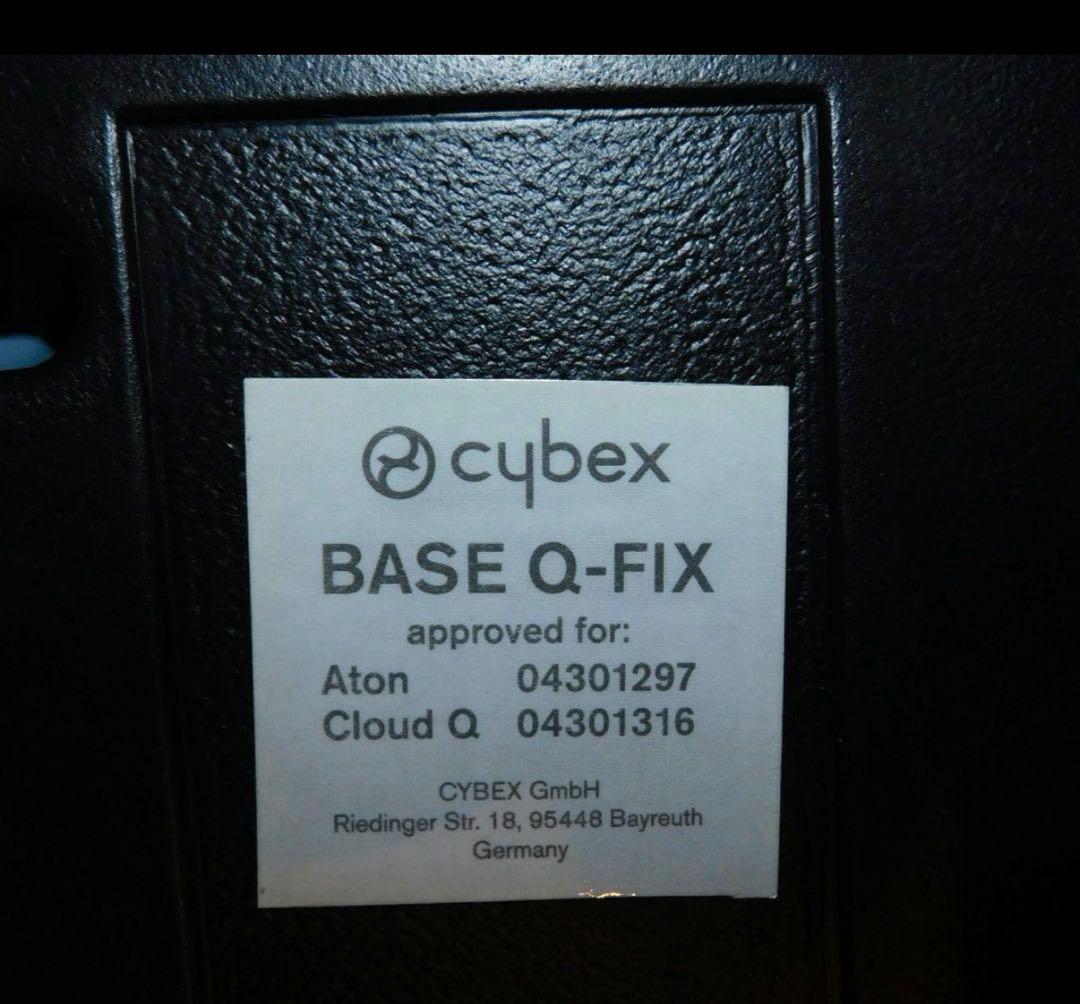 cybex
BASE Q-FIX
approved for:
Aton 04301297
Cloud Q 04301316
CYBEX GmbH
Riedinger Str. 18, 95448 Bayreuth
Germany